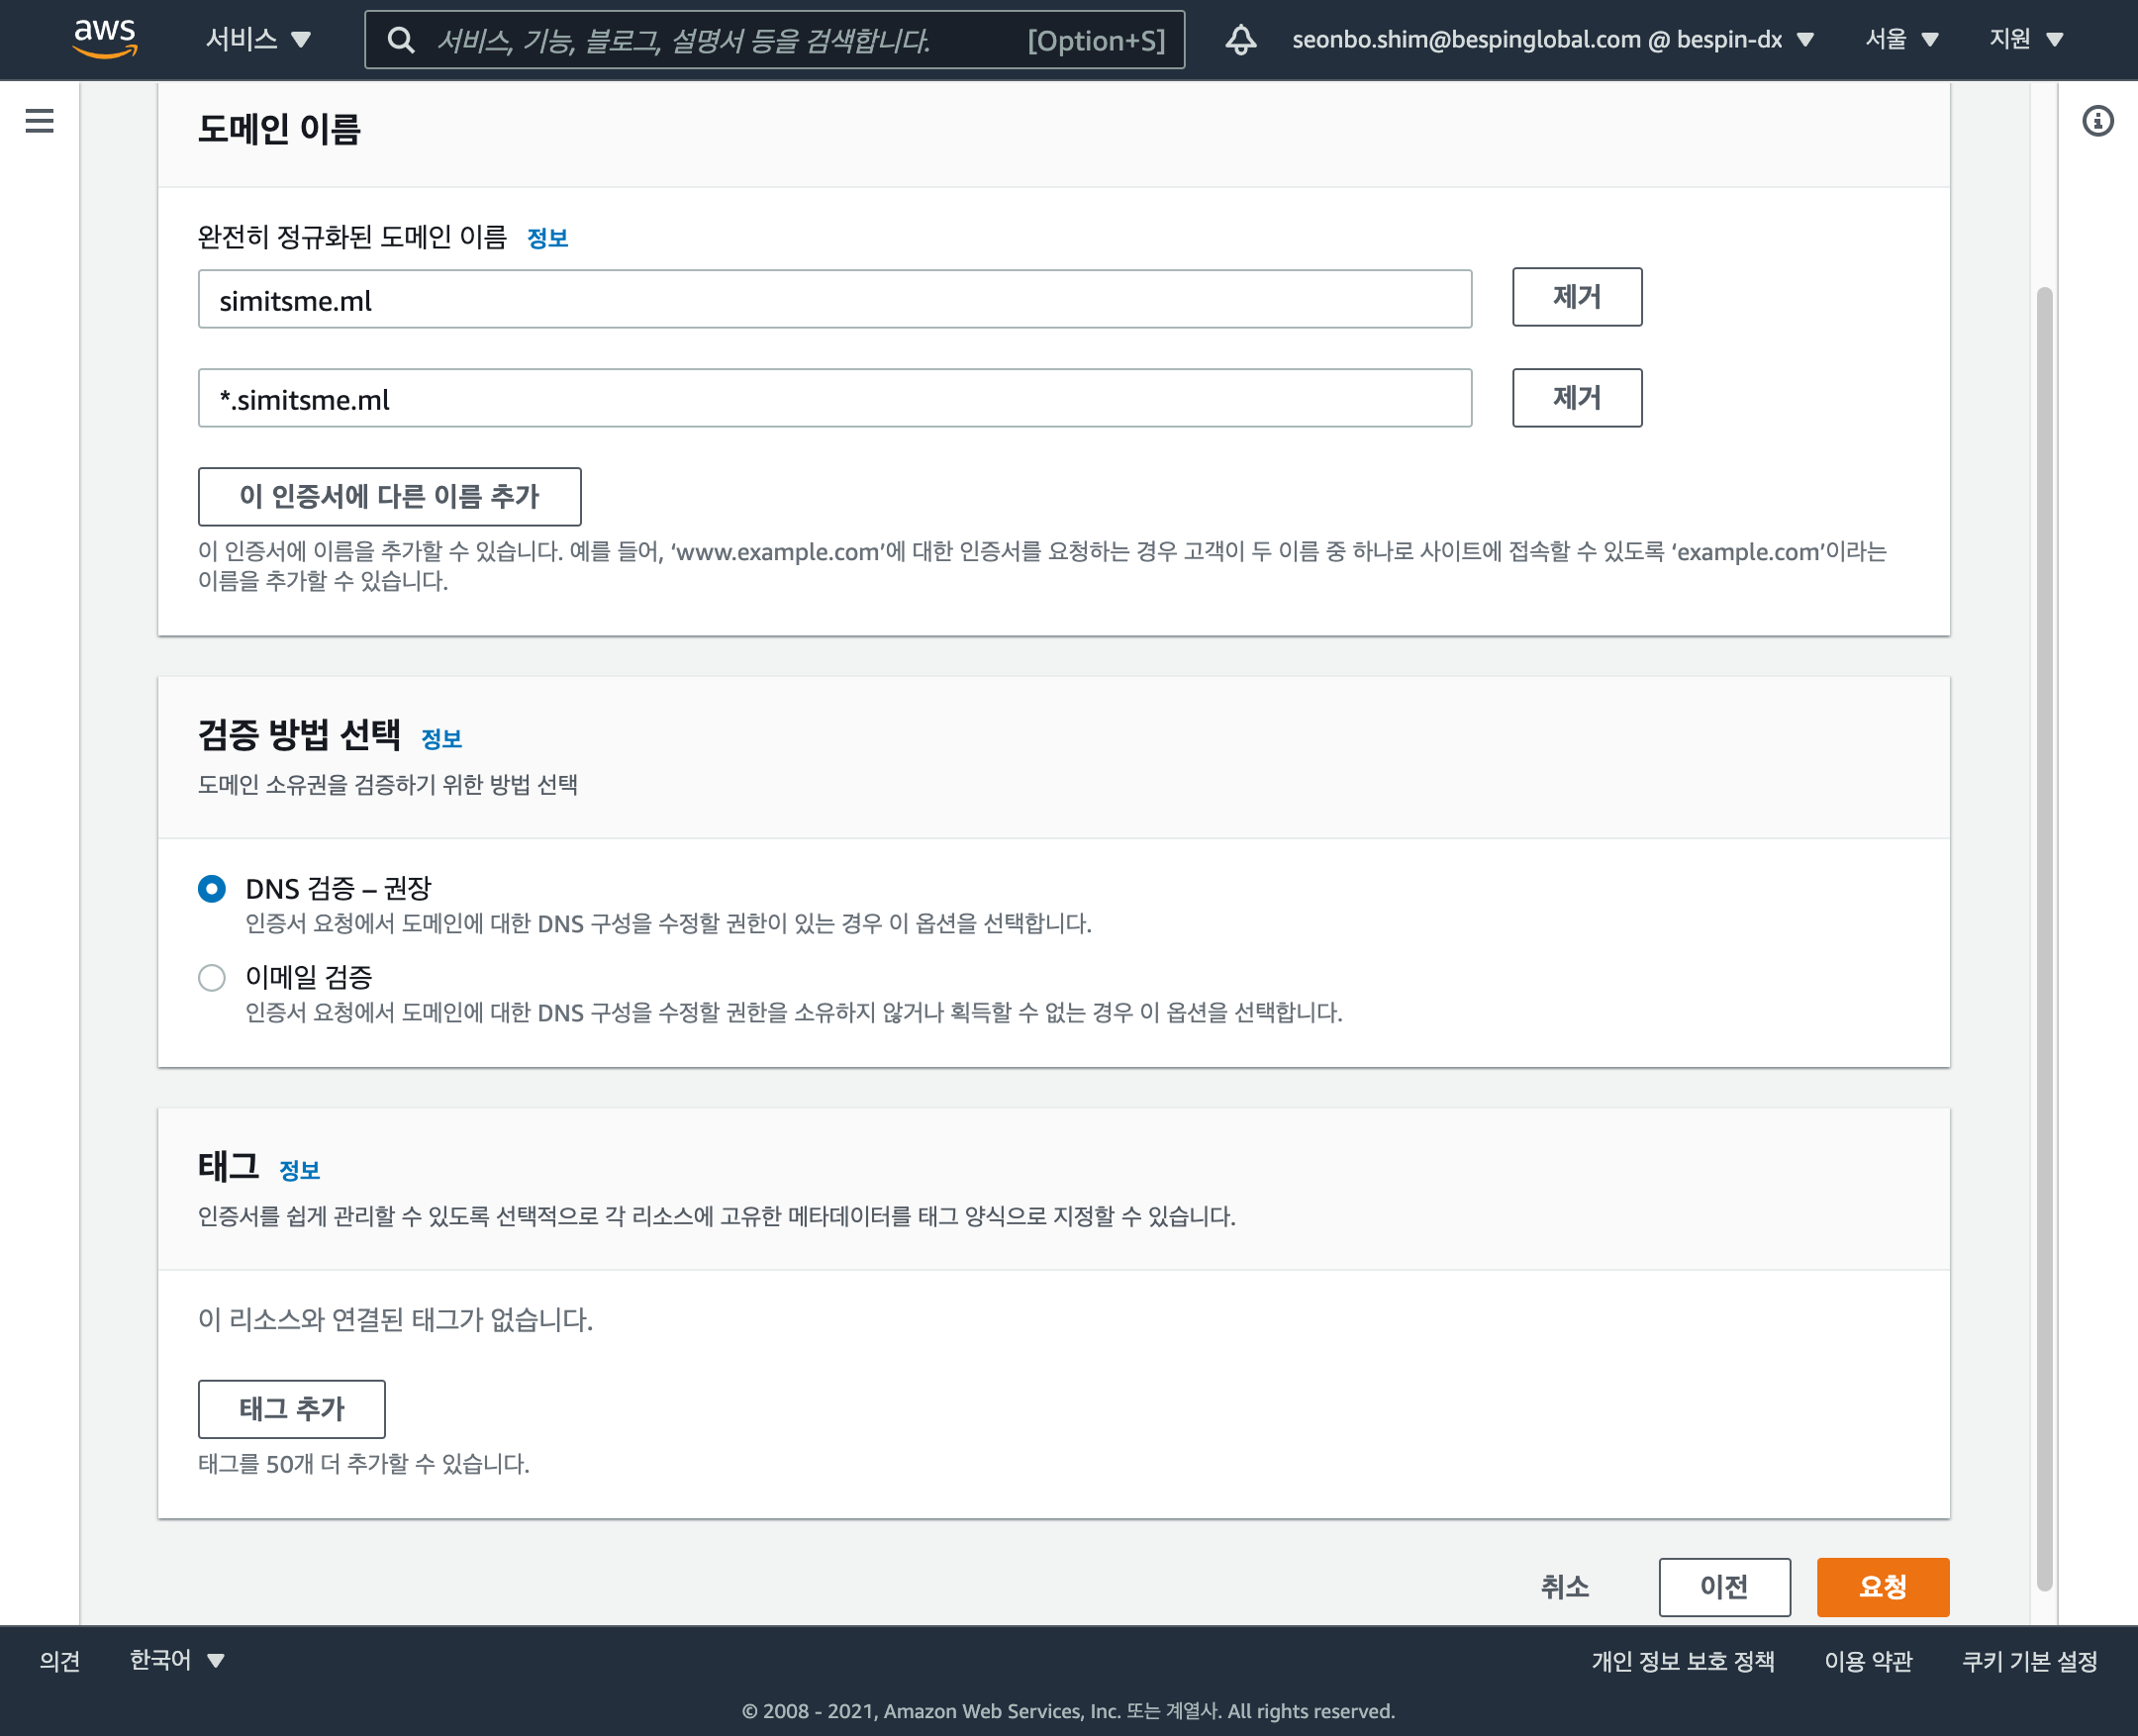 aws 서비스 서비스, 기능, 블로그, 설명서 등을 검색합니다. [Option+S] seonbo.shim@bespinglobal.com @ bespin-dx 서울 지원
도메인 이름
완전히 정규화된 도메인 이름 정보
simitsme.ml 제거
*.simitsme.ml 제거
이 인증서에 다른 이름 추가
이 인증서에 이름을 추가할 수 있습니다. 예를 들어, ‘www.example.com’에 대한 인증서를 요청하는 경우 고객이 두 이름 중 하나로 사이트에 접속할 수 있도록 ‘example.com’이라는
이름을 추가할 수 있습니다.
검증 방법 선택 정보
도메인 소유권을 검증하기 위한 방법 선택
DNS 검증 – 권장
인증서 요청에서 도메인에 대한 DNS 구성을 수정할 권한이 있는 경우 이 옵션을 선택합니다.
이메일 검증
인증서 요청에서 도메인에 대한 DNS 구성을 수정할 권한을 소유하지 않거나 획득할 수 없는 경우 이 옵션을 선택합니다.
태그 정보
인증서를 쉽게 관리할 수 있도록 선택적으로 각 리소스에 고유한 메타데이터를 태그 양식으로 지정할 수 있습니다.
이 리소스와 연결된 태그가 없습니다.
태그 추가
태그를 50개 더 추가할 수 있습니다.
취소 이전 요청
의견 한국어 개인 정보 보호 정책 이용 약관 쿠키 기본 설정
© 2008 - 2021, Amazon Web Services, Inc. 또는 계열사. All rights reserved.